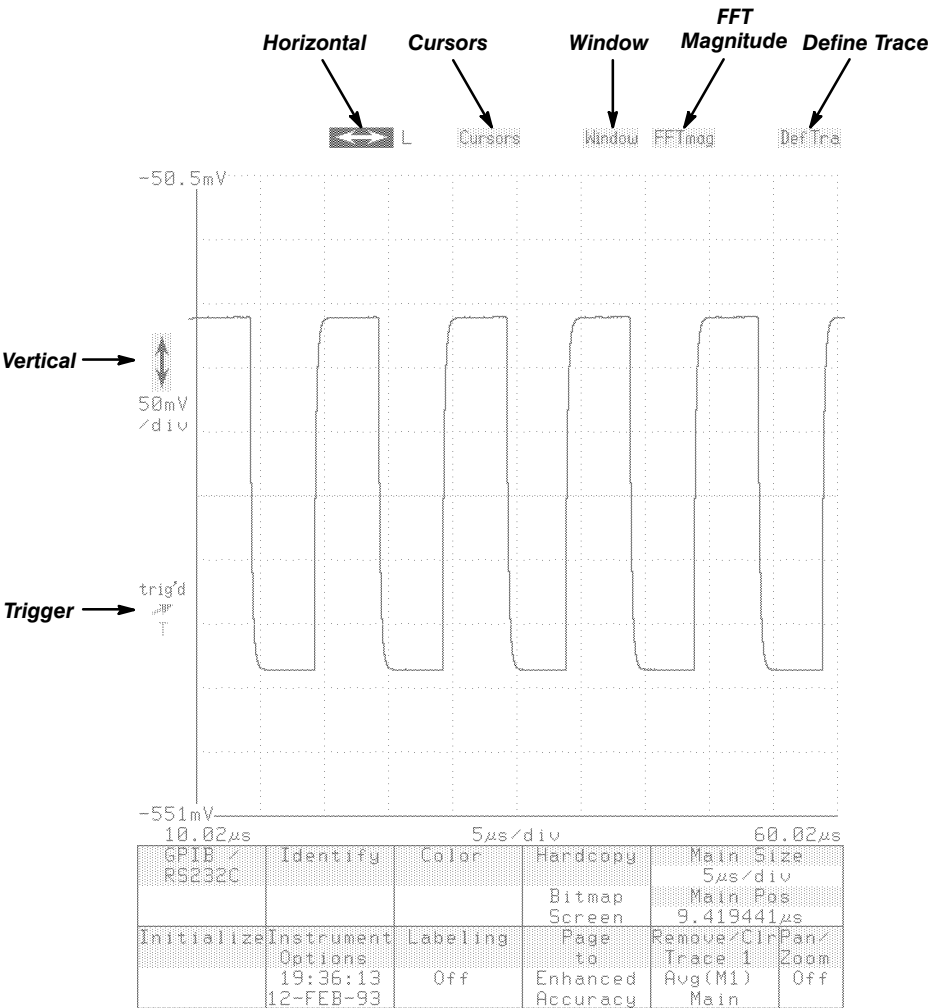 FFT
Horizontal Cursors Window Magnitude Define Trace
L Cursors Window FFTmag DefTra
-50.5mV
Vertical
50mV
/div
trig'd
Trigger
T
-551mV
10.02µs 5µs/div 60.02µs
GPIB / Identify Color Hardcopy Main Size
RS232C 5µs/div
Bitmap Main Pos
Screen 9.419441µs
Initialize Instrument Labeling Page Remove/Clr Pan/
Options to Trace 1 Zoom
19:36:13 Off Enhanced Avg(M1) Off
12-FEB-93 Accuracy Main